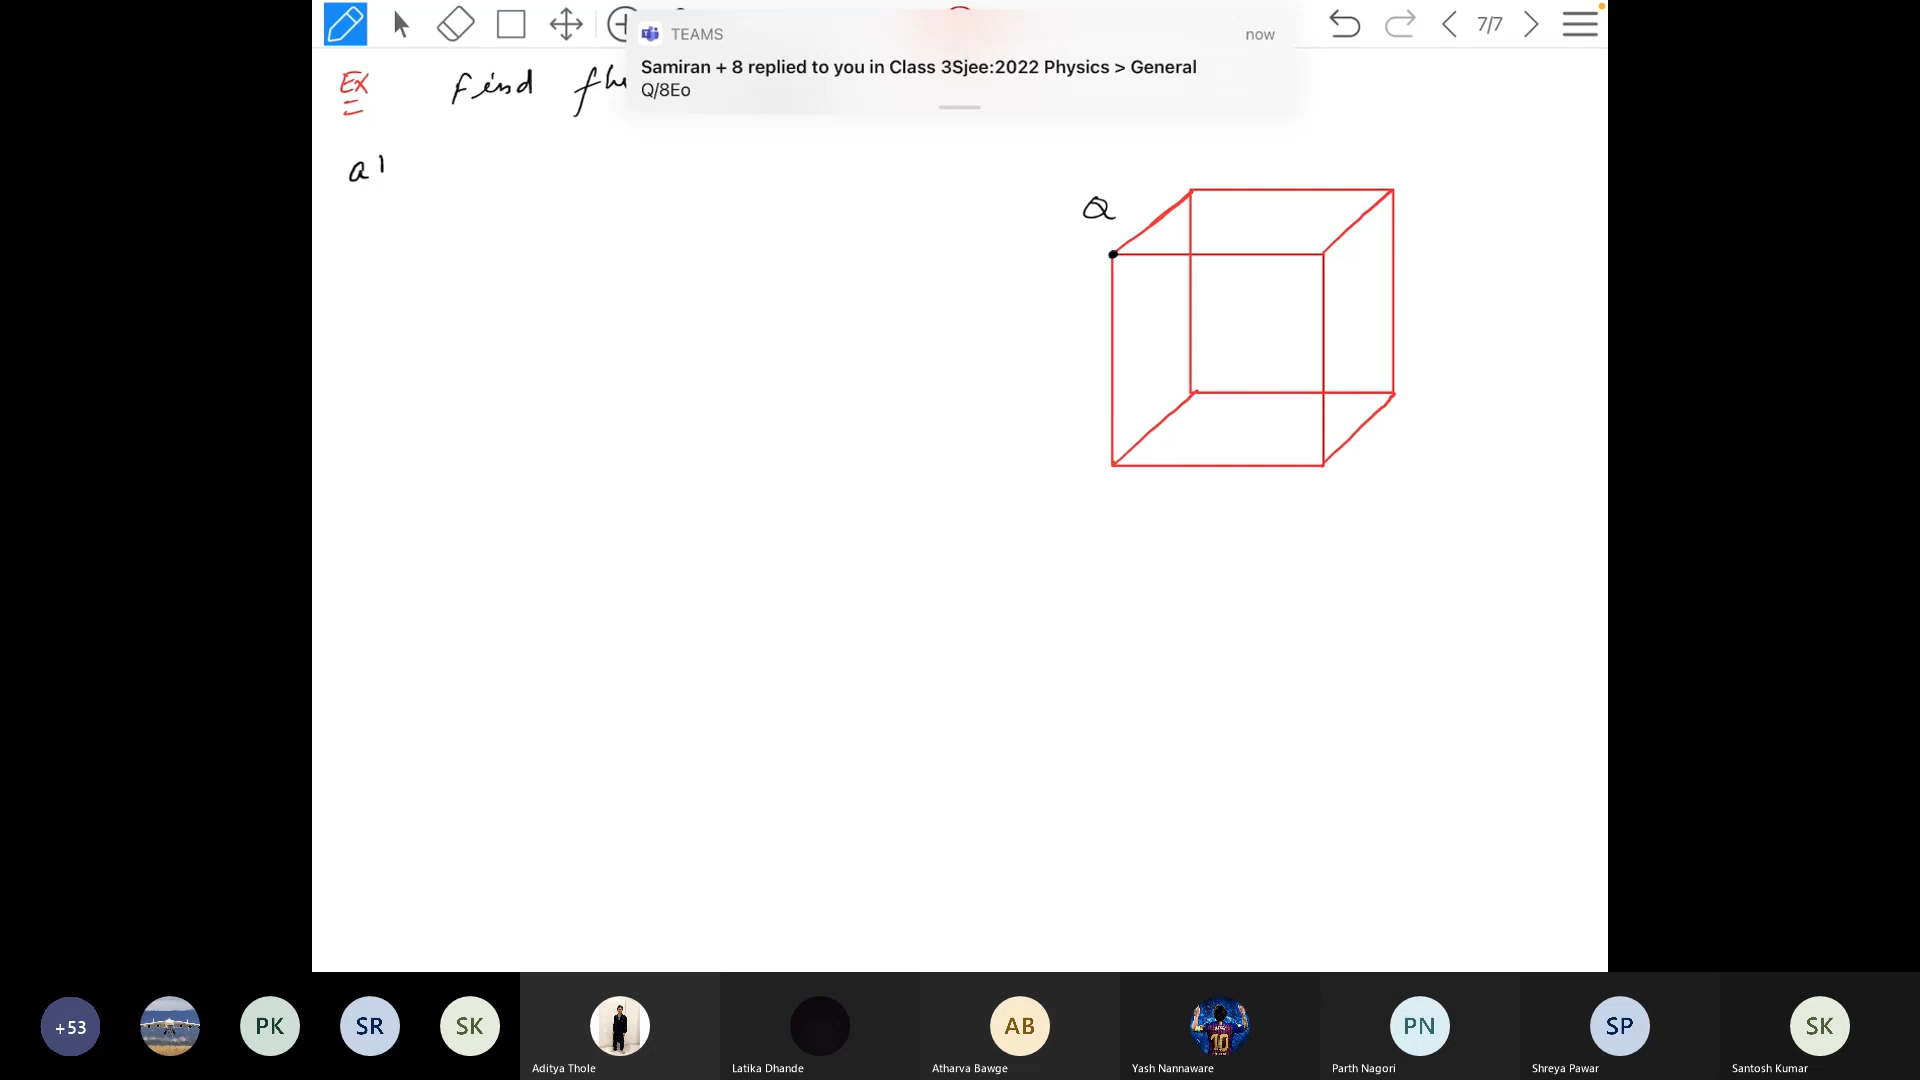 7/7
TEAMS
now
Samiran + 8 replied to you in Class 3Sjee:2022 Physics > General
Q/8Eo
Ex
Find
a)
Q
+53
PK
SR
SK
AB
10
PN
SP
SK
Aditya Thole
Latika Dhande
Atharva Bawge
Yash Nannaware
Parth Nagori
Shreya Pawar
Santosh Kumar